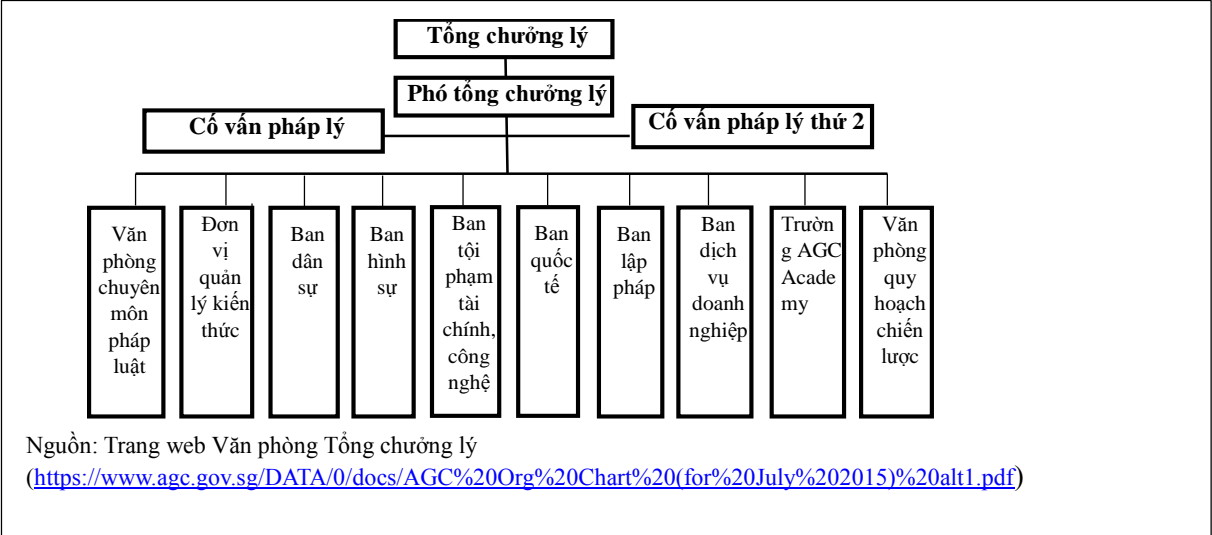 Tổng chưởng lý
Phó tổng chưởng lý
Cố vấn pháp lý
Cố vấn pháp lý thứ 2
Văn
phòng
chuyên
môn
pháp
luật
Đơn
vị
quản
lý kiến
thức
Ban
dân
sự
Ban
hình
sự
Ban
tội
phạm
tài
chính,
công
nghệ
Ban
quốc
tế
Ban
lập
pháp
Ban
dịch
vụ
doanh
nghiệp
Trườn
g AGC
Acade
my
Văn
phòng
quy
hoạch
chiến
lược
Nguồn: Trang web Văn phòng Tổng chưởng lý
(https://www.agc.gov.sg/DATA/0/docs/AGC%20Org%20Chart%20(for%20July%202015)%20alt1.pdf)